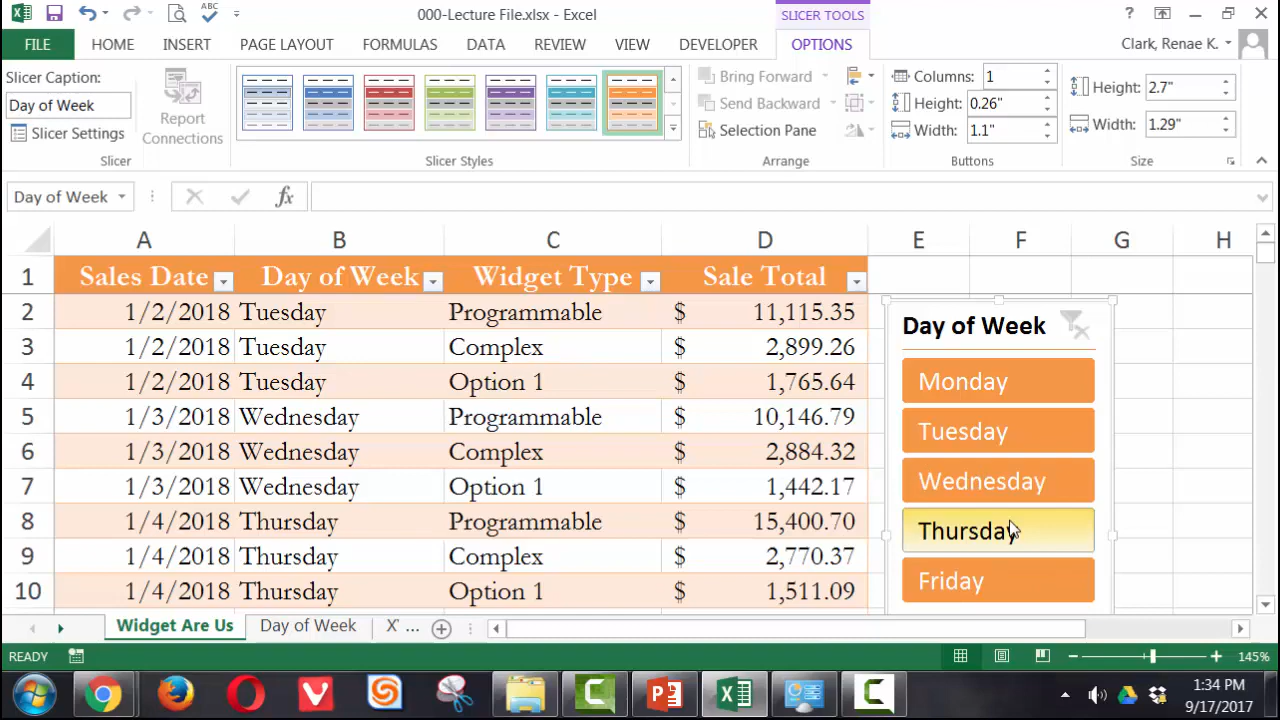 000-Lecture File.xlsx - Excel
SLICER TOOLS
FILE HOME INSERT PAGE LAYOUT FORMULAS DATA REVIEW VIEW DEVELOPER OPTIONS Clark, Renae K.
Slicer Caption:
Day of Week
Slicer Settings
Report
Connections
Slicer
Slicer Styles
Bring Forward
Send Backward
Selection Pane
Arrange
Columns: 1
Height: 0.26"
Width: 1.1"
Buttons
Height: 2.7"
Width: 1.29"
Size
Day of Week fx
A B C D E F G H
1 Sales Date Day of Week Widget Type Sale Total
2 1/2/2018 Tuesday Programmable $ 11,115.35
3 1/2/2018 Tuesday Complex $ 2,899.26
4 1/2/2018 Tuesday Option 1 $ 1,765.64
5 1/3/2018 Wednesday Programmable $ 10,146.79
6 1/3/2018 Wednesday Complex $ 2,884.32
7 1/3/2018 Wednesday Option 1 $ 1,442.17
8 1/4/2018 Thursday Programmable $ 15,400.70
9 1/4/2018 Thursday Complex $ 2,770.37
10 1/4/2018 Thursday Option 1 $ 1,511.09
Day of Week
Monday
Tuesday
Wednesday
Thursday
Friday
Widget Are Us Day of Week X' ...
READY 145%
1:34 PM
9/17/2017